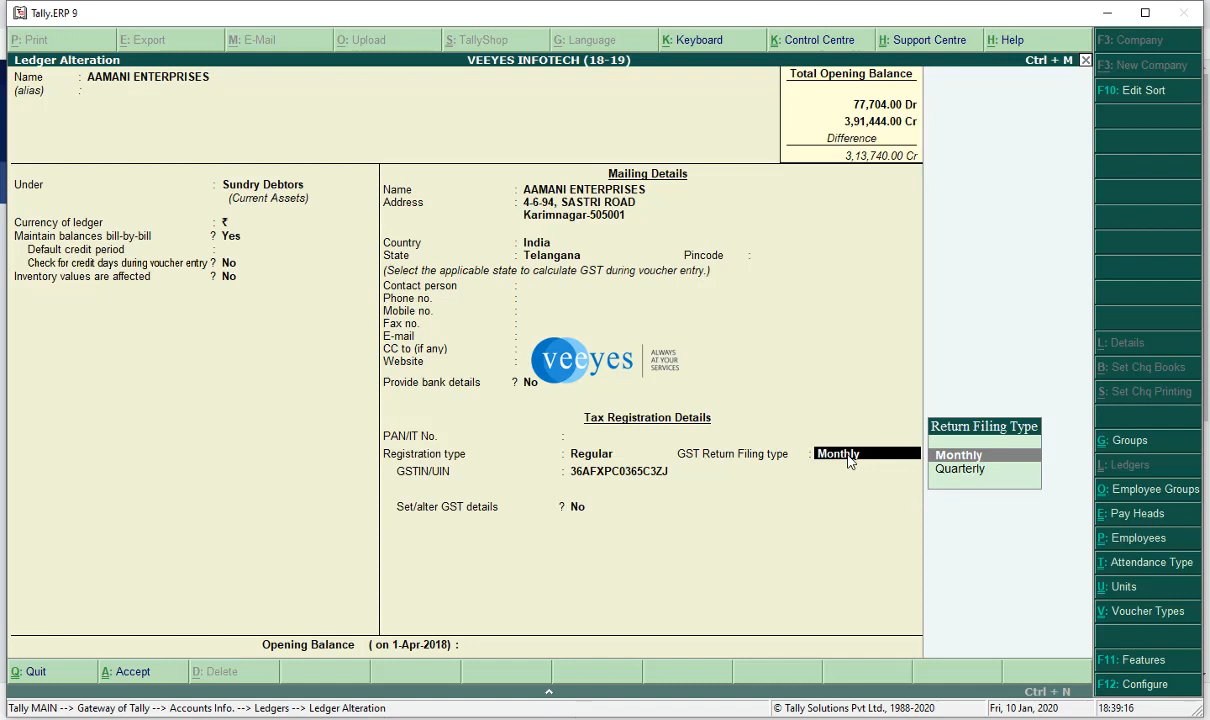 Tally.ERP 9
P: Print
E: Export
M: E-Mail
O: Upload
S: TallyShop
G: Language
K: Keyboard
K: Control Centre
H: Support Centre
H: Help
Ledger Alteration
VEEYES INFOTECH (18-19)
Ctrl + M
Name : AAMANI ENTERPRISES
(alias) :
Total Opening Balance
77,704.00 Dr
3,91,444.00 Cr
Difference
3,13,740.00 Cr
Under : Sundry Debtors
(Current Assets)
Currency of ledger : ₹
Maintain balances bill-by-bill ? Yes
Default credit period :
Check for credit days during voucher entry ? No
Inventory values are affected ? No
Mailing Details
Name : AAMANI ENTERPRISES
Address : 4-6-94, SASTRI ROAD
Karimnagar-505001
Country : India
State : Telangana Pincode :
(Select the applicable state to calculate GST during voucher entry.)
Contact person :
Phone no. :
Mobile no. :
Fax no. :
E-mail :
CC to (if any) :
Website :
veeyes
ALWAYS
AT YOUR
SERVICES
Provide bank details ? No
Tax Registration Details
PAN/IT No. :
Registration type : Regular GST Return Filing type : Monthly
GSTIN/UIN : 36AFXPC0365C3ZJ
Set/alter GST details ? No
Return Filing Type
Monthly
Quarterly
Opening Balance ( on 1-Apr-2018) :
F3: Company
F3: New Company
F10: Edit Sort
L: Details
B: Set Chq Books
S: Set Chq Printing
G: Groups
L: Ledgers
O: Employee Groups
P: Pay Heads
P: Employees
T: Attendance Type
U: Units
V: Voucher Types
F11: Features
F12: Configure
Q: Quit
A: Accept
D: Delete
Ctrl + N
Tally MAIN --> Gateway of Tally --> Accounts Info. --> Ledgers --> Ledger Alteration
© Tally Solutions Pvt Ltd., 1988-2020
Fri, 10 Jan, 2020
18:39:16